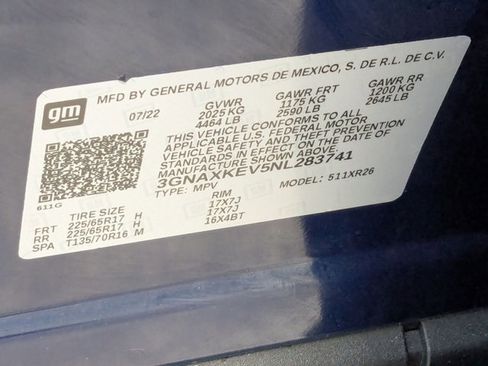 gm MFD BY GENERAL MOTORS DE MEXICO, S. DE R.L. DE C.V.
07/22 GVWR GAWR FRT GAWR RR
2025 KG 1175 KG 1200 KG
4464 LB 2590 LB 2645 LB
THIS VEHICLE CONFORMS TO ALL
APPLICABLE U.S. FEDERAL MOTOR
VEHICLE SAFETY AND THEFT PREVENTION
STANDARDS IN EFFECT ON THE DATE OF
MANUFACTURE SHOWN ABOVE.
3GNAXKEV5NL283741
TYPE: MPV MODEL: 511XR26
611G
TIRE SIZE RIM
FRT 225/65R17 H 17X7J
RR 225/65R17 H 17X7J
SPA T135/70R16 M 16X4BT